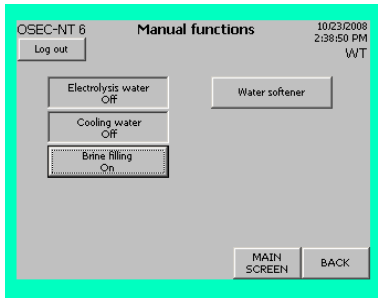 OSEC-NT 6
Manual functions
10/23/2008
2:38:50 PM
Log out
WT
Electrolysis water
Off
Water softener
Cooling water
Off
Brine filling
On
MAIN
SCREEN
BACK